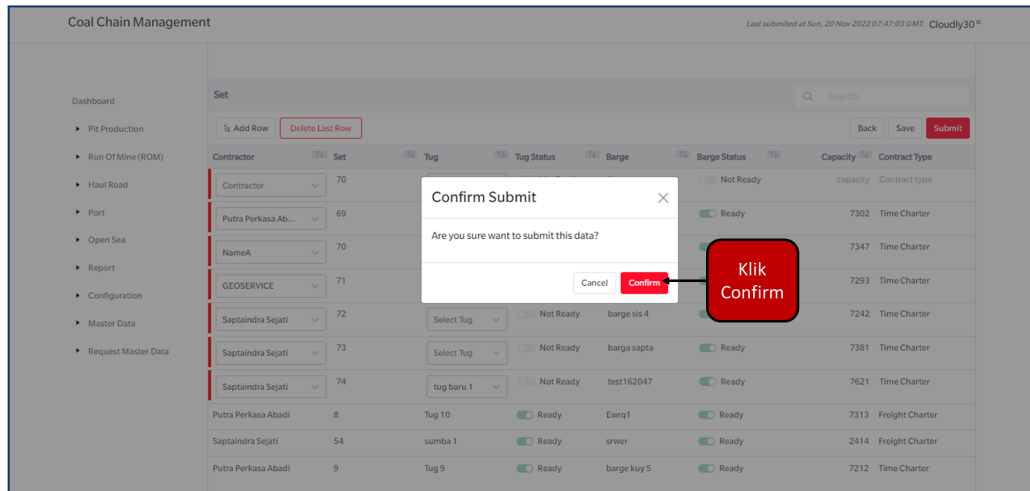 Coal Chain Management
Last submited at Sun, 20 Nov 2022 07:47:03 GMT. Cloudly30°
Dashboard
Pit Production
Run Of Mine (ROM)
Haul Road
Port
Open Sea
Report
Configuration
Master Data
Request Master Data
Set
Search
Add Row Delete Last Row Back Save Submit
Contractor Set Tug Tug Status Barge Barge Status Capacity Contract Type
Contractor 70 Not Ready capacity Contract type
Putra Perkasa Ab... 69 Ready 7302 Time Charter
NameA 70 7347 Time Charter
GEOSERVICE 71 7293 Time Charter
Saptaindra Sejati 72 Select Tug Not Ready barge sis 4 7242 Time Charter
Saptaindra Sejati 73 Select Tug Not Ready barga sapta Ready 7381 Time Charter
Saptaindra Sejati 74 tug baru 1 Not Ready test162047 Ready 7621 Time Charter
Putra Perkasa Abadi 8 Tug 10 Ready Ewrq1 Ready 7313 Freight Charter
Saptaindra Sejati 54 sumba 1 Ready srwer Ready 2414 Freight Charter
Putra Perkasa Abadi 9 Tug 9 Ready barge kuy 5 Ready 7212 Time Charter
Confirm Submit
Are you sure want to submit this data?
Cancel Confirm
Klik
Confirm